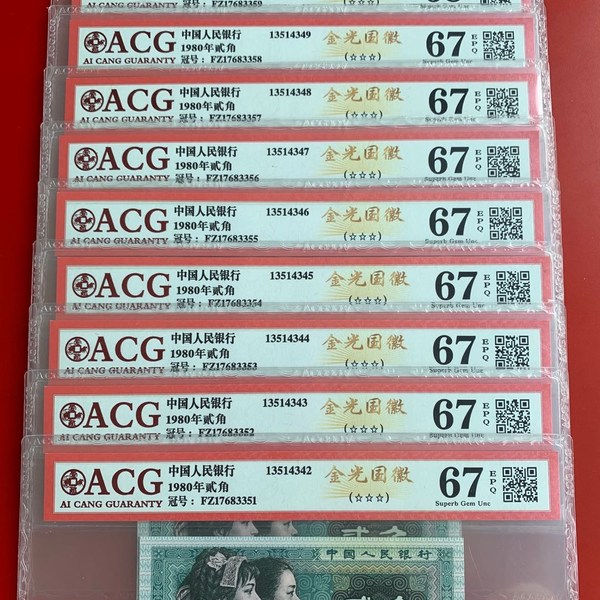 冠号: FZ17683359
ACG
AI CANG GUARANTY
中国人民银行 13514349
1980年贰角
冠号: FZ17683358
金光国徽
(☆☆☆)
67 EPQ
Superb Gem Unc
ACG
AI CANG GUARANTY
中国人民银行 13514348
1980年贰角
冠号: FZ17683357
金光国徽
(☆☆☆)
67 EPQ
ACG
AI CANG GUARANTY
中国人民银行 13514347
1980年贰角
冠号: FZ17683356
金光国徽
(☆☆☆)
67 EPQ
Superb Gem Unc
ACG
AI CANG GUARANTY
中国人民银行 13514346
1980年贰角
冠号: FZ17683355
金光国徽
(☆☆☆)
67 EPQ
Superb Gem Unc
ACG
AI CANG GUARANTY
中国人民银行 13514345
1980年贰角
冠号: FZ17683354
金光国徽
(☆☆☆)
67 EPQ
Superb Gem Unc
ACG
AI CANG GUARANTY
中国人民银行 13514344
1980年贰角
冠号: FZ17683353
金光国徽
(☆☆☆)
67 EPQ
Superb Gem Unc
ACG
AI CANG GUARANTY
中国人民银行 13514343
1980年贰角
冠号: FZ17683352
金光国徽
(☆☆☆)
67 EPQ
Superb Gem Unc
ACG
AI CANG GUARANTY
中国人民银行 13514342
1980年贰角
冠号: FZ17683351
金光国徽
(☆☆☆)
67 EPQ
Superb Gem Unc
中国人民银行